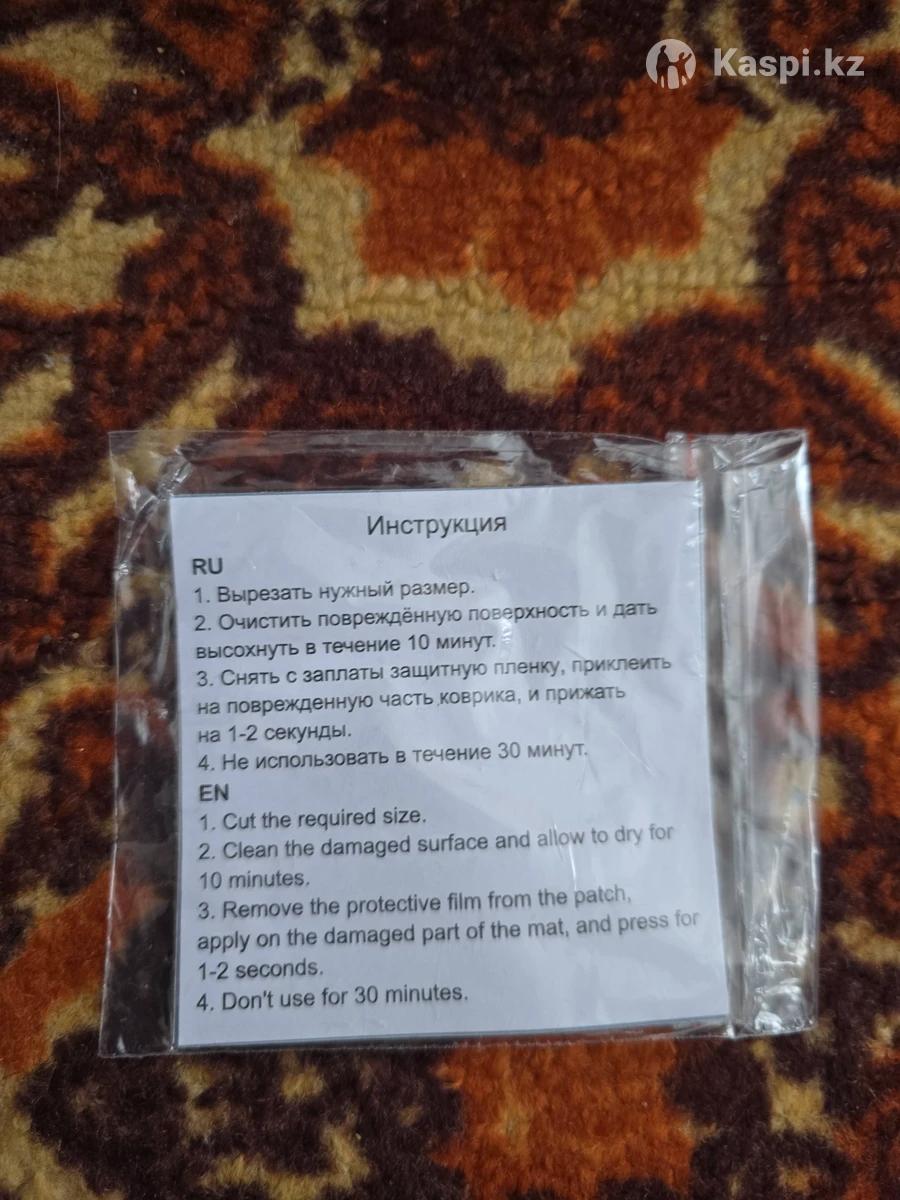 Kaspi.kz
Инструкция
RU
1. Вырезать нужный размер.
2. Очистить повреждённую поверхность и дать
высохнуть в течение 10 минут.
3. Снять с заплаты защитную пленку, приклеить
на поврежденную часть коврика, и прижать
на 1-2 секунды.
4. Не использовать в течение 30 минут.
EN
1. Cut the required size.
2. Clean the damaged surface and allow to dry for
10 minutes.
3. Remove the protective film from the patch,
apply on the damaged part of the mat, and press for
1-2 seconds.
4. Don't use for 30 minutes.